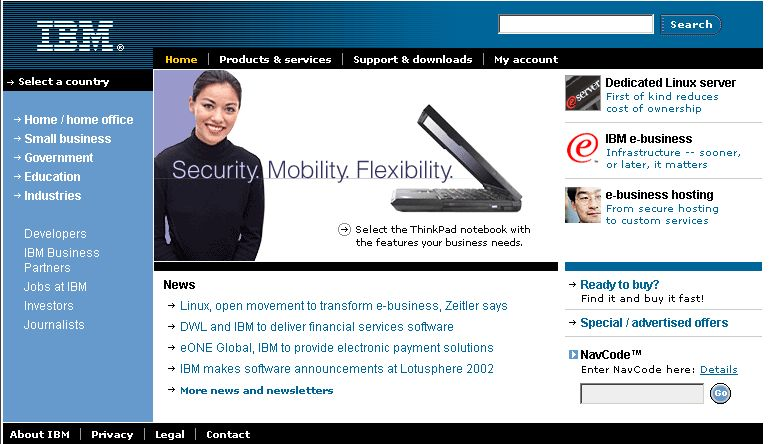 IBM®
Search
Home | Products & services | Support & downloads | My account
Select a country
Home / home office
Small business
Government
Education
Industries
Developers
IBM Business
Partners
Jobs at IBM
Investors
Journalists
Security. Mobility. Flexibility.
Select the ThinkPad notebook with
the features your business needs.
Dedicated Linux server
First of kind reduces
cost of ownership
IBM e-business
Infrastructure -- sooner,
or later, it matters
e-business hosting
From secure hosting
to custom services
News
Linux, open movement to transform e-business, Zeitler says
DWL and IBM to deliver financial services software
eONE Global, IBM to provide electronic payment solutions
IBM makes software announcements at Lotusphere 2002
More news and newsletters
Ready to buy?
Find it and buy it fast!
Special / advertised offers
NavCode™
Enter NavCode here: Details
Go
About IBM | Privacy | Legal | Contact